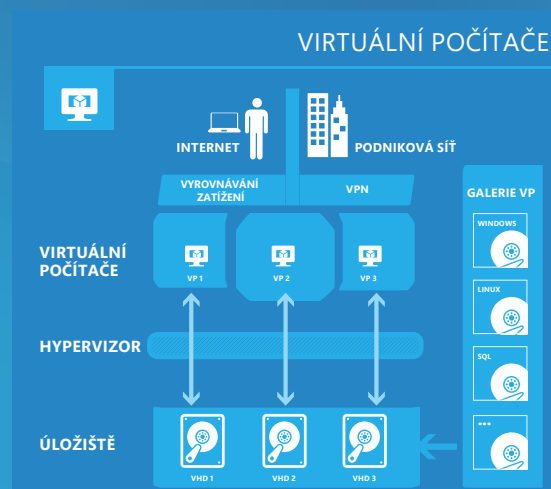 VIRTUÁLNÍ POČÍTAČE
INTERNET
PODNIKOVÁ SÍŤ
VYROVNÁVÁNÍ
ZATÍŽENÍ
VPN
GALERIE VP
WINDOWS
LINUX
SQL
•••
VIRTUÁLNÍ
POČÍTAČE
VP 1
VP 2
VP 3
HYPERVIZOR
ÚLOŽIŠTĚ
VHD 1
VHD 2
VHD 3